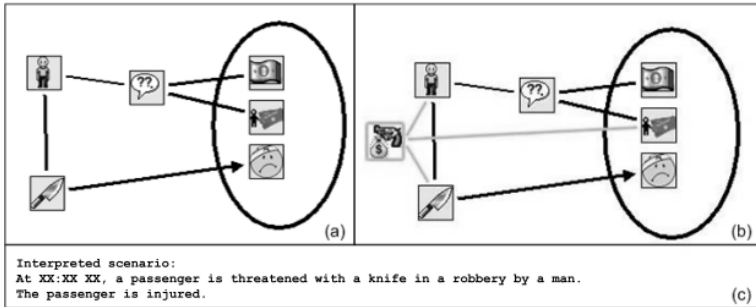 ??
(a)
??
$
(b)
Interpreted scenario:
At XX:XX XX, a passenger is threatened with a knife in a robbery by a man.
The passenger is injured.
(c)